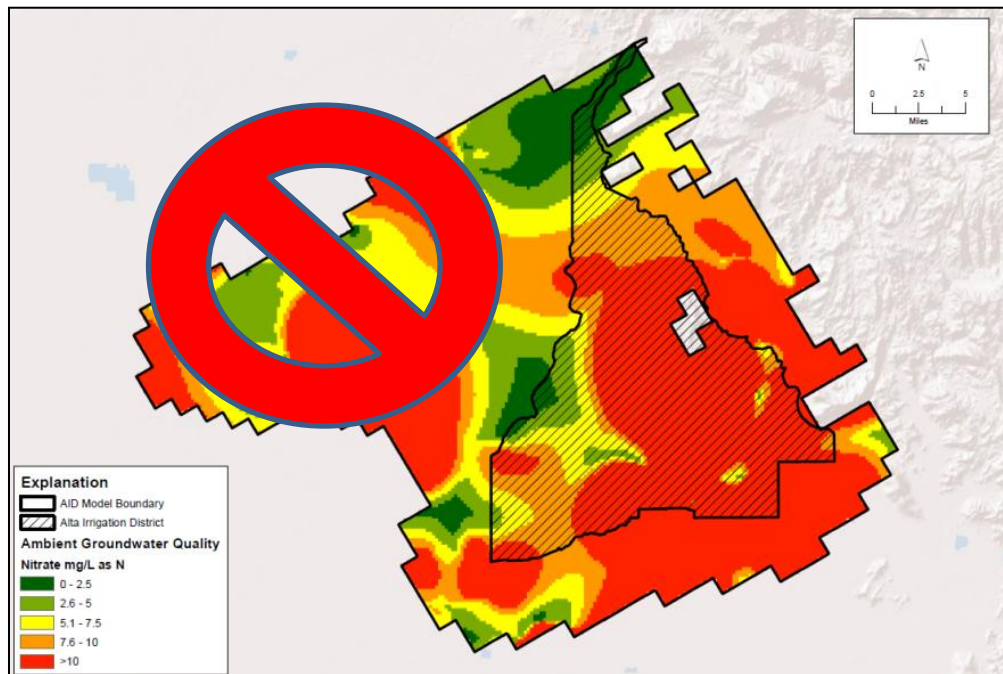 N
0 2.5 5
Miles
Explanation
AID Model Boundary
Alta Irrigation District
Ambient Groundwater Quality
Nitrate mg/L as N
0 - 2.5
2.6 - 5
5.1 - 7.5
7.6 - 10
>10